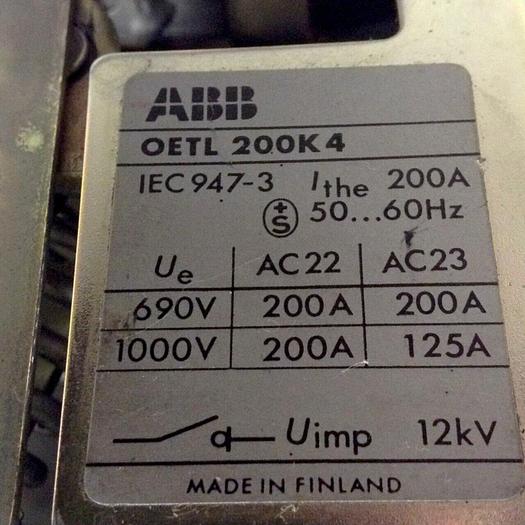 ABB
OETL 200K4
IEC 947-3 Ithe 200A
+S 50...60Hz
Ue AC22 AC23
690V 200A 200A
1000V 200A 125A
Uimp 12kV
MADE IN FINLAND